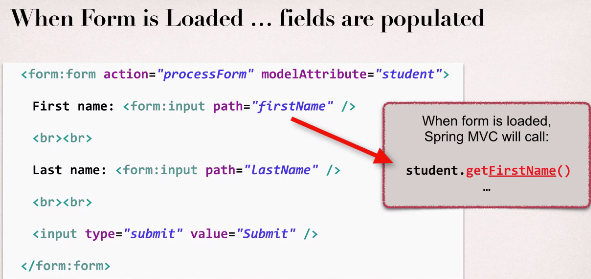 When Form is Loaded … fields are populated
<form:form action="processForm" modelAttribute="student">
First name: <form:input path="firstName" />
<br><br>
Last name: <form:input path="lastName" />
<br><br>
<input type="submit" value="Submit" />
</form:form>
When form is loaded,
Spring MVC will call:
student.getFirstName()
…